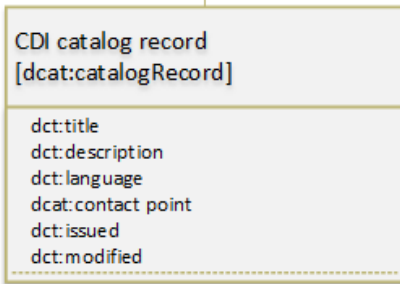 CDI catalog record
[dcat:catalogRecord]
dct:title
dct:description
dct:language
dcat:contact point
dct:issued
dct:modified